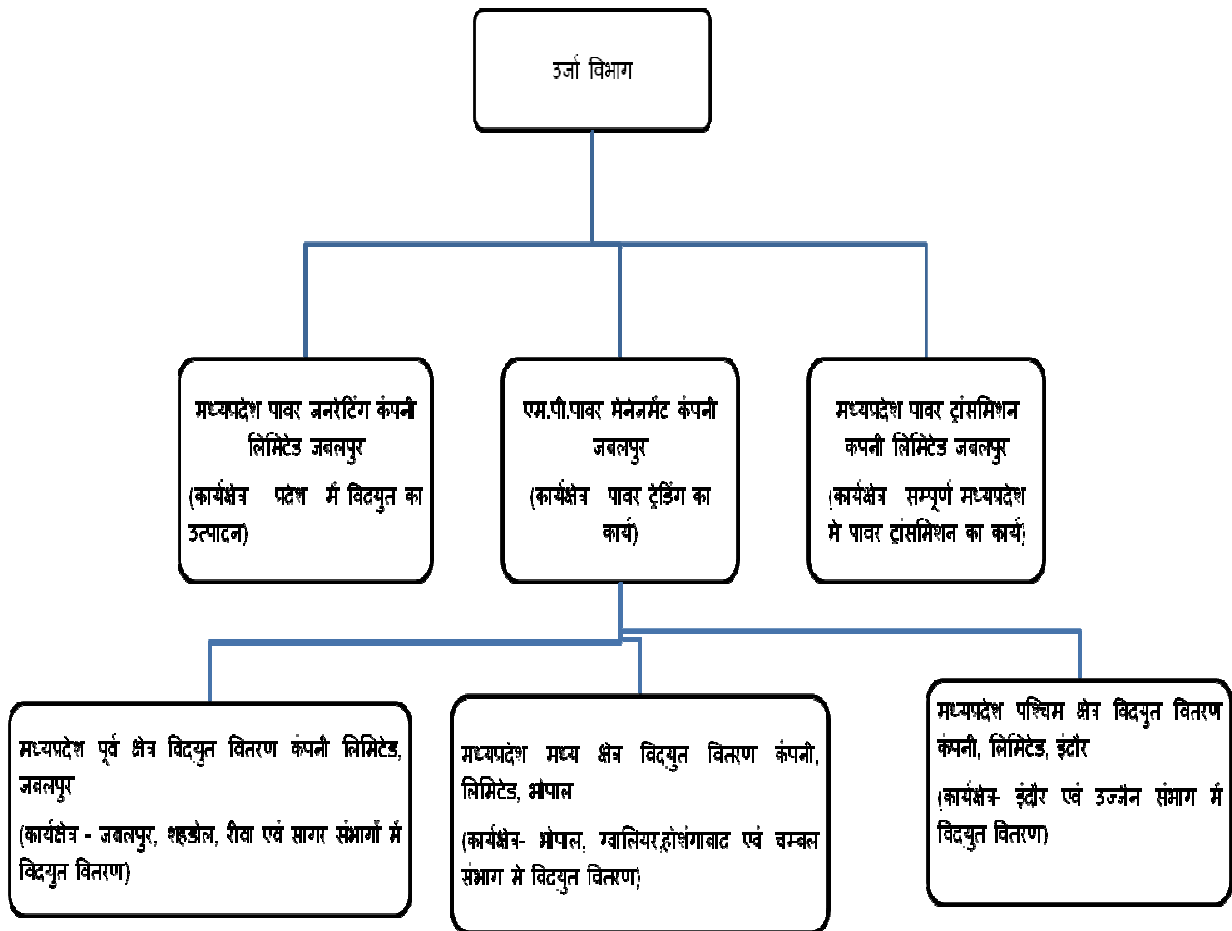 उर्जा विभाग
मध्यप्रदेश पावर जनरेटिंग कंपनी
लिमिटेड जबलपुर
(कार्यक्षेत्र प्रदेश में विद्युत का
उत्पादन)
एम.पी.पावर मेनेजमेंट कंपनी
जबलपुर
(कार्यक्षेत्र पावर ट्रेडिंग का
कार्य)
मध्यप्रदेश पावर ट्रांसमिशन
कंपनी लिमिटेड जबलपुर
(कार्यक्षेत्र सम्पूर्ण मध्यप्रदेश
मे पावर ट्रांसमिशन का कार्य)
मध्यप्रदेश पूर्व क्षेत्र विद्युत वितरण कंपनी लिमिटेड,
जबलपुर
(कार्यक्षेत्र - जबलपुर, शहडोल, रीवा एवं सागर संभागों में
विद्युत वितरण)
मध्यप्रदेश मध्य क्षेत्र विद्युत वितरण कंपनी,
लिमिटेड, भोपाल
(कार्यक्षेत्र- भोपाल, ग्वालियर,होशंगाबाद एवं चम्बल
संभाग मे विद्युत वितरण)
मध्यप्रदेश पश्चिम क्षेत्र विद्युत वितरण
कंपनी, लिमिटेड, इंदौर
(कार्यक्षेत्र- इंदौर एवं उज्जैन संभाग में
विद्युत वितरण)